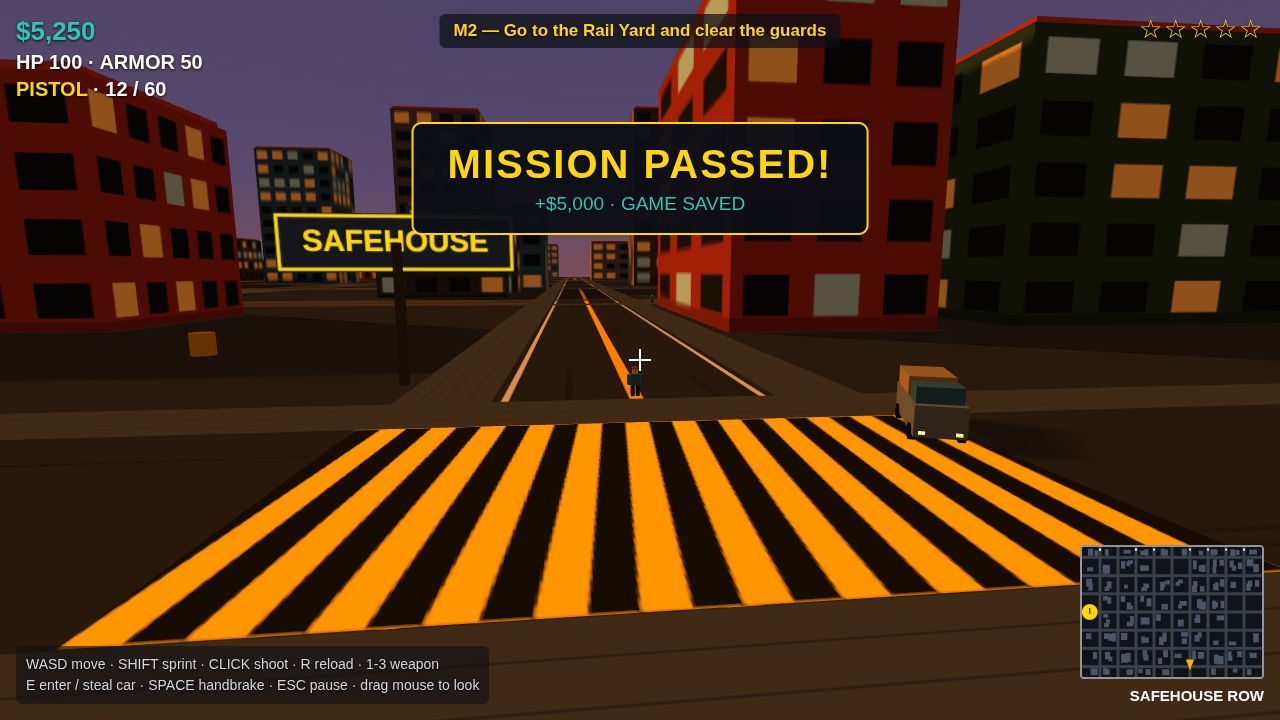 $5,250
HP 100 · ARMOR 50
PISTOL · 12 / 60
M2 — Go to the Rail Yard and clear the guards
☆☆☆☆☆
MISSION PASSED!
+$5,000 · GAME SAVED
SAFEHOUSE
WASD move · SHIFT sprint · CLICK shoot · R reload · 1-3 weapon
E enter / steal car · SPACE handbrake · ESC pause · drag mouse to look
!
SAFEHOUSE ROW